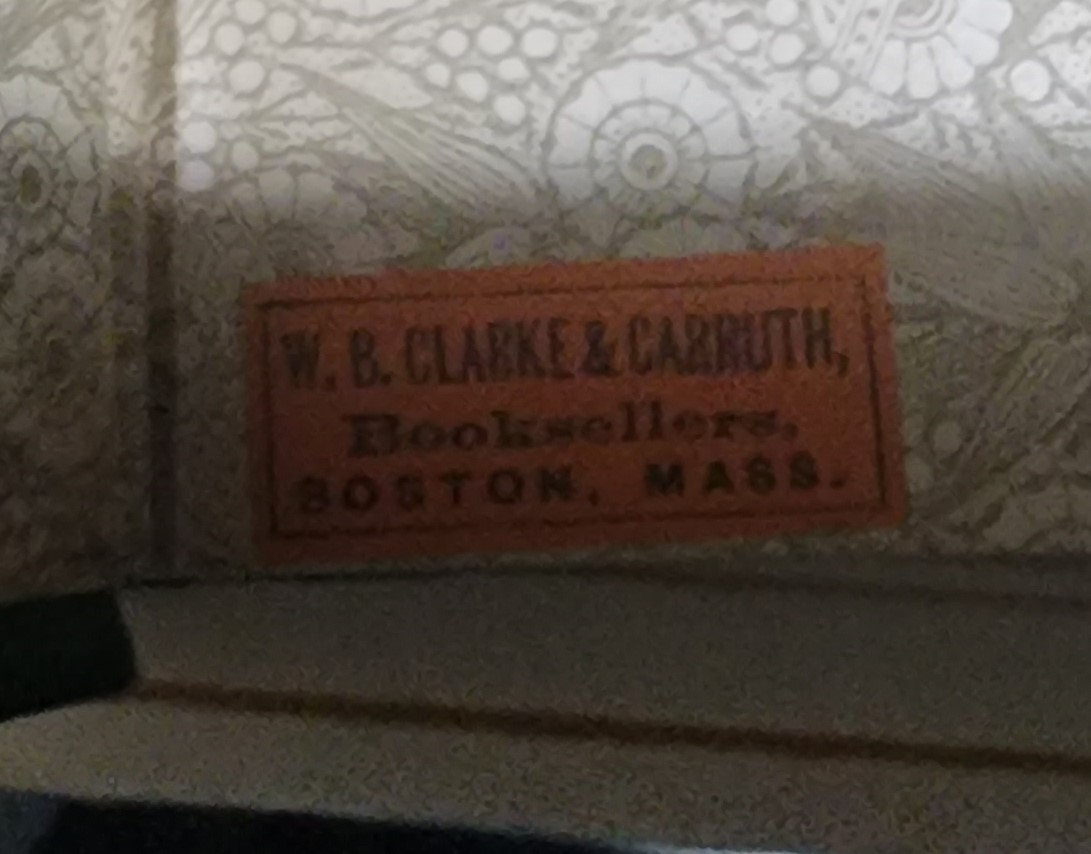 W. B. CLARKE & CARRUTH,
Booksellers,
BOSTON, MASS.